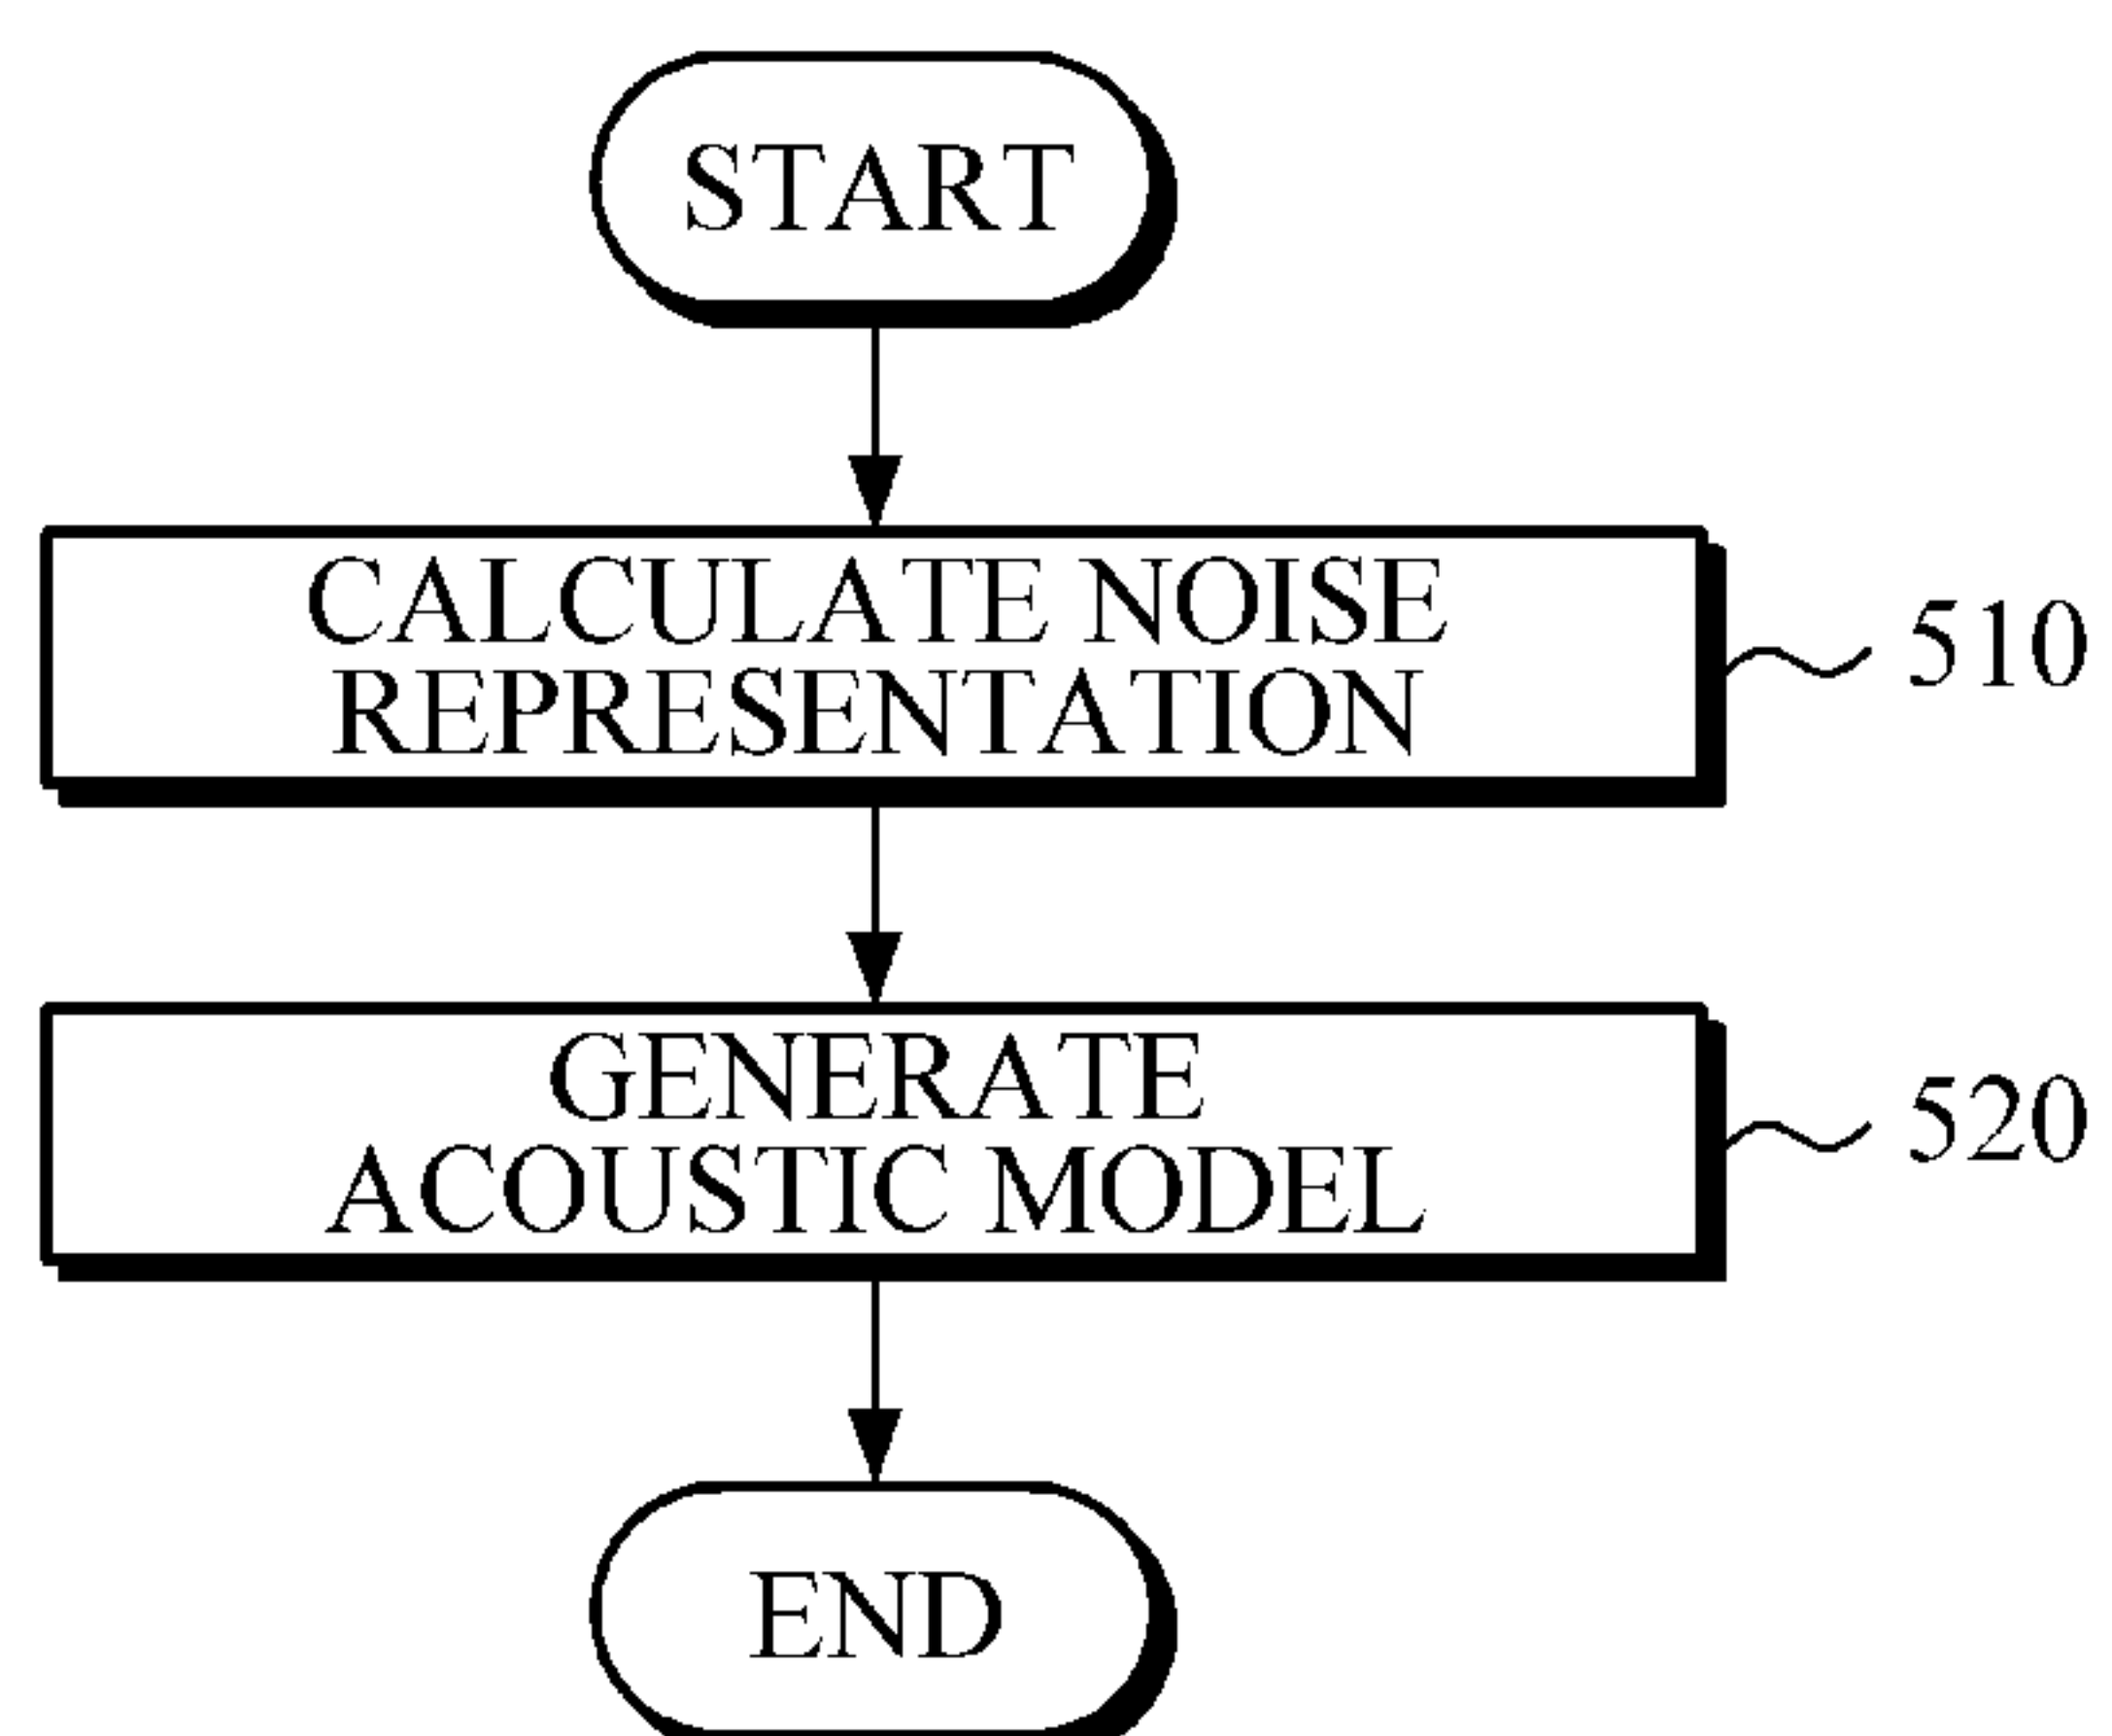 START
CALCULATE NOISE
REPRESENTATION
510
GENERATE
ACOUSTIC MODEL
520
END